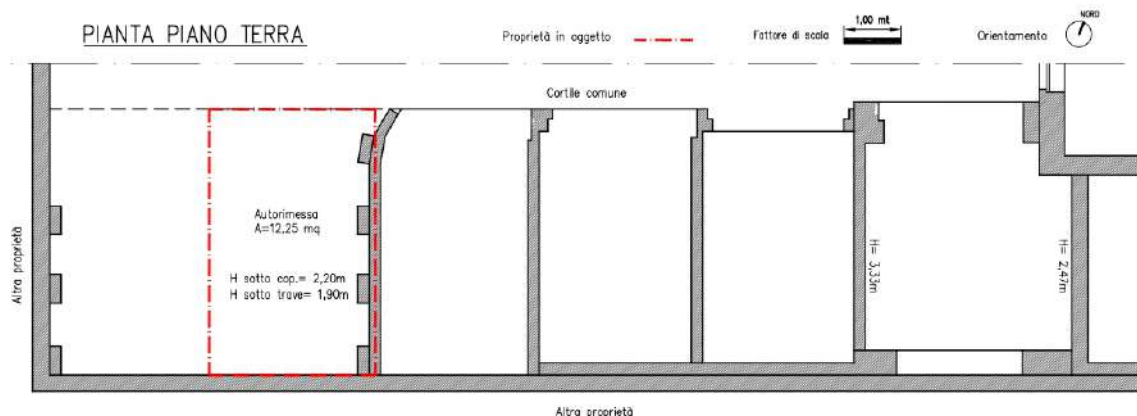 PIANTA PIANO TERRA
Proprietà in oggetto
Fattore di scala
1,00 mt
Orientamento
NORD
Cortile comune
Autorimessa
A=12,25 mq
H sotto cop.= 2,20m
H sotto trave= 1,90m
Altra proprietà
H= 3,33m
H= 2,47m
Altra proprietà